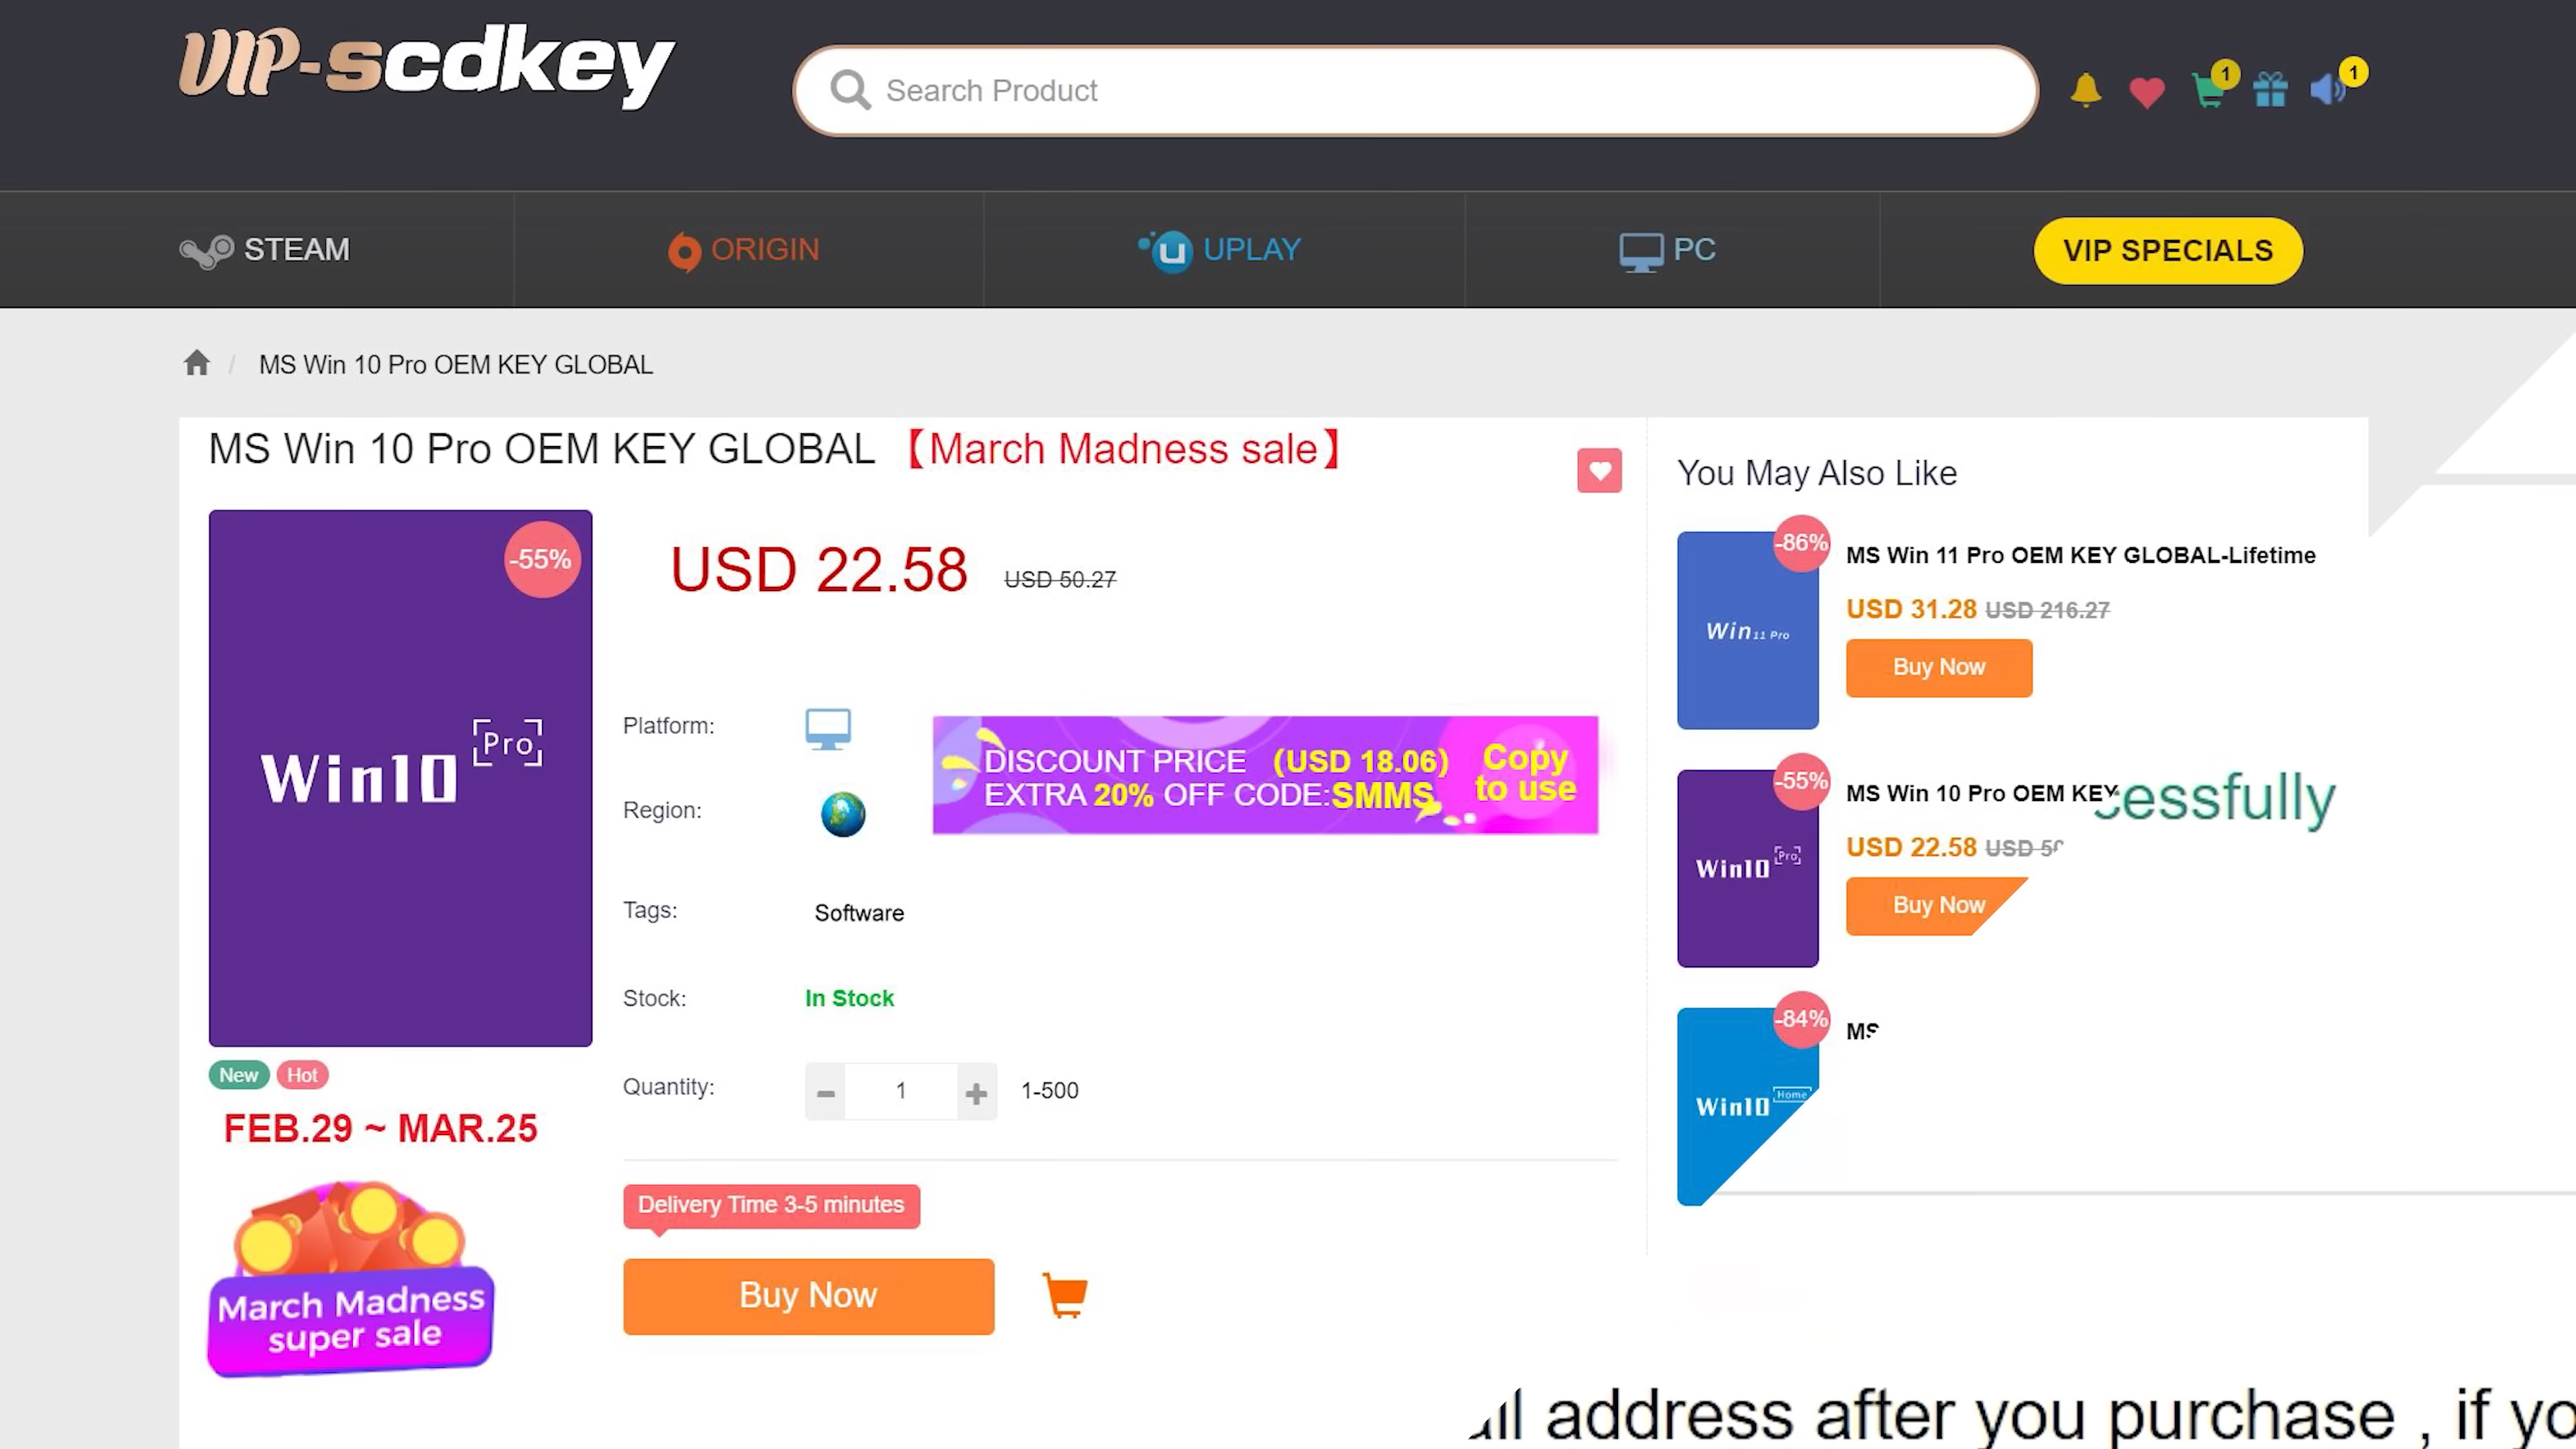 VIP-scdkey
Search Product
1
1
STEAM
ORIGIN
UPLAY
PC
VIP SPECIALS
/ MS Win 10 Pro OEM KEY GLOBAL
MS Win 10 Pro OEM KEY GLOBAL 【March Madness sale】
-55%
Win10 [Pro]
New
Hot
FEB.29 ~ MAR.25
March Madness
super sale
USD 22.58 USD 50.27
Platform:
DISCOUNT PRICE (USD 18.06)
EXTRA 20% OFF CODE:SMMS
Copy
to use
Region:
Tags: Software
Stock: In Stock
Quantity: 1 1-500
Delivery Time 3-5 minutes
Buy Now
You May Also Like
-86%
Win 11 Pro
MS Win 11 Pro OEM KEY GLOBAL-Lifetime
USD 31.28 USD 216.27
Buy Now
-55%
Win10 [Pro]
MS Win 10 Pro OEM KEY
USD 22.58 USD
Buy Now
cessfully
-84%
Win10 Home
MS
address after you purchase , if yo